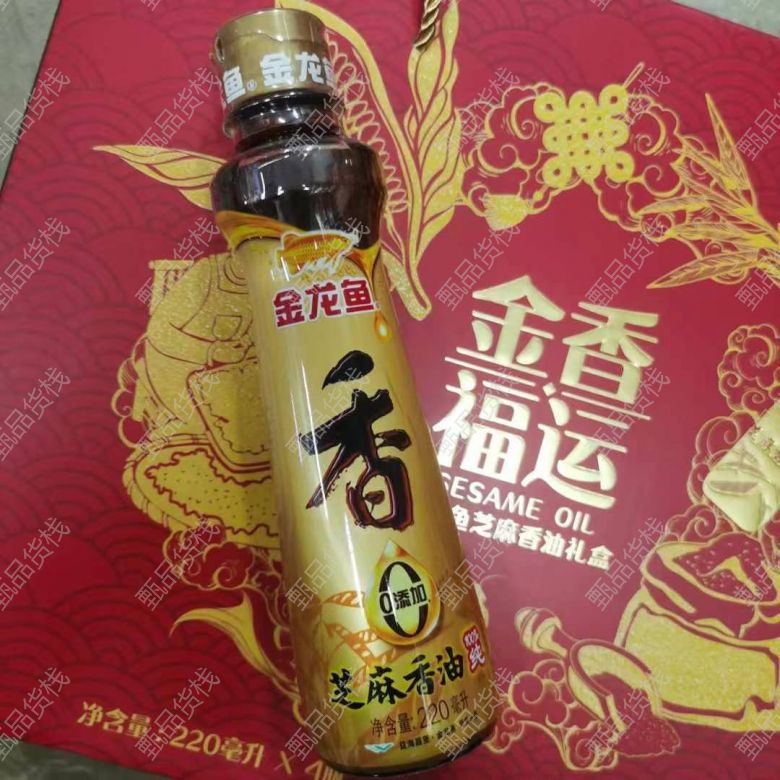 鱼®金龙鱼
金龙鱼
香
0添加
芝麻香油
纯
净含量:220毫升
金香
福运
SESAME OIL
鱼芝麻香油礼盒
净含量:220毫升 × 4瓶
甄品货栈